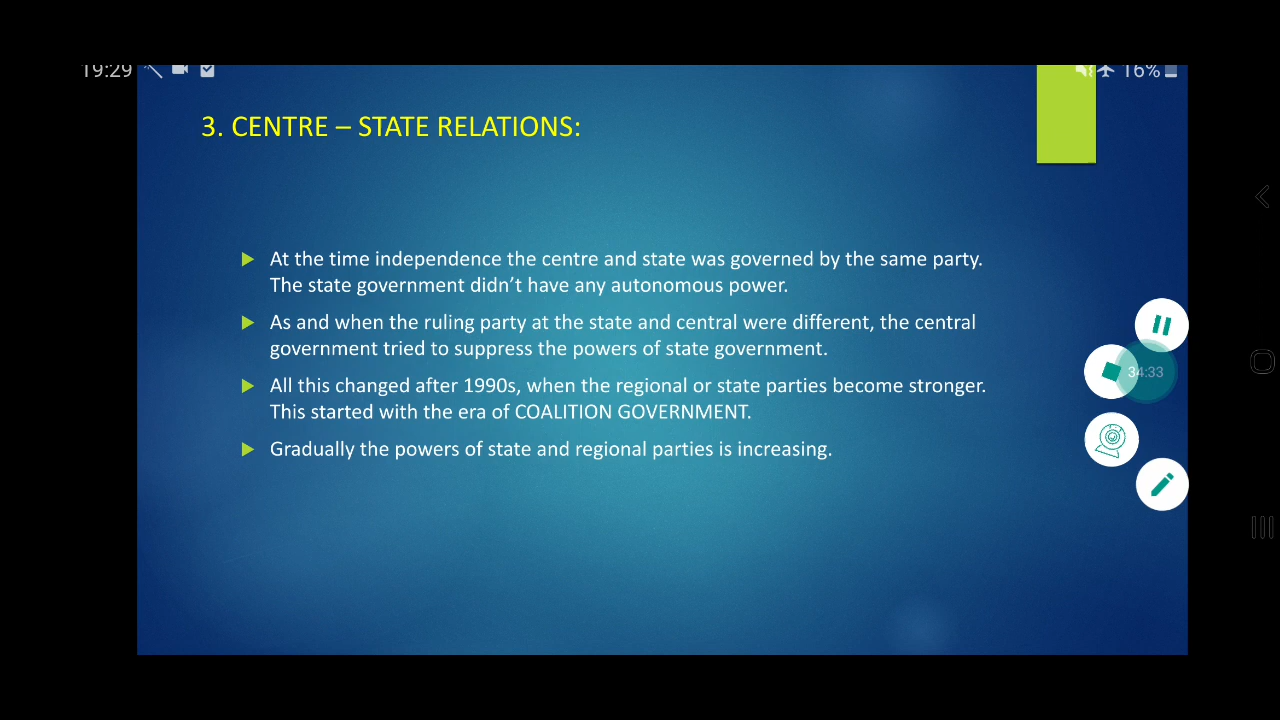 19:29
16%
3. CENTRE – STATE RELATIONS:
At the time independence the centre and state was governed by the same party.
The state government didn't have any autonomous power.
As and when the ruling party at the state and central were different, the central
government tried to suppress the powers of state government.
All this changed after 1990s, when the regional or state parties become stronger.
This started with the era of COALITION GOVERNMENT.
Gradually the powers of state and regional parties is increasing.
34:33